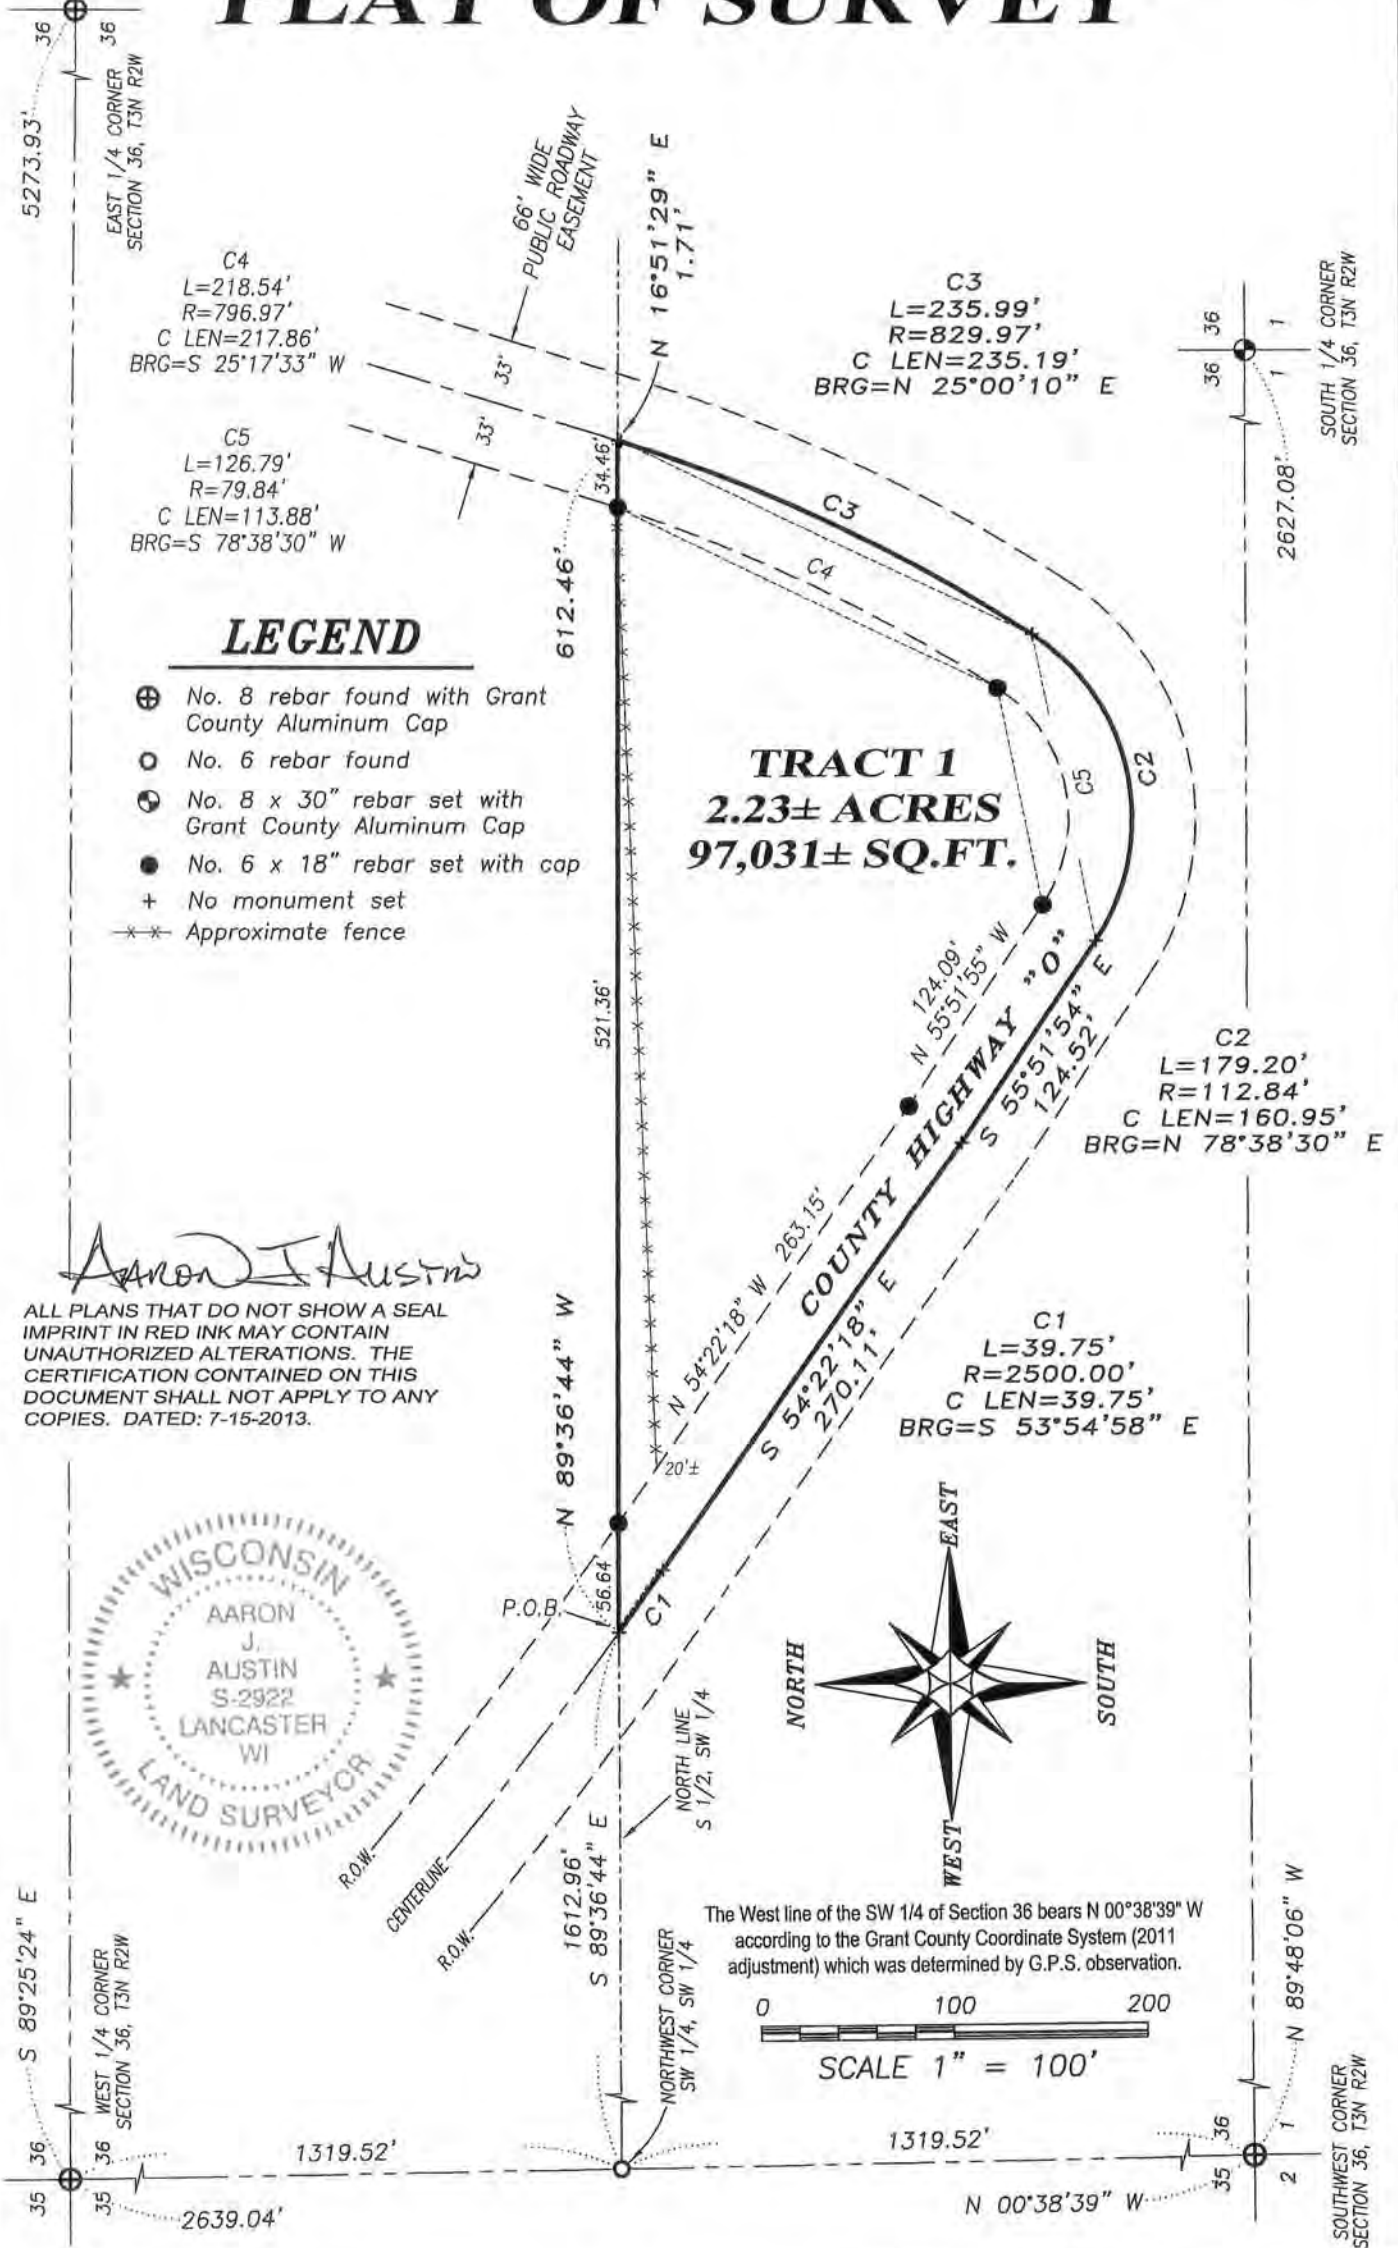 PLAT OF SURVEY
36
36
5273.93'
EAST 1/4 CORNER
SECTION 36, T3N R2W
66' WIDE
PUBLIC ROADWAY
EASEMENT
N 16°51'29" E
1.71'
C4
L=218.54'
R=796.97'
C LEN=217.86'
BRG=S 25°17'33" W
C3
L=235.99'
R=829.97'
C LEN=235.19'
BRG=N 25°00'10" E
36
1
36
1
SOUTH 1/4 CORNER
SECTION 36, T3N R2W
2627.08'
33'
33'
C5
L=126.79'
R=79.84'
C LEN=113.88'
BRG=S 78°38'30" W
34.46'
612.46'
C3
C4
LEGEND
No. 8 rebar found with Grant
County Aluminum Cap
No. 6 rebar found
No. 8 x 30" rebar set with
Grant County Aluminum Cap
No. 6 x 18" rebar set with cap
No monument set
Approximate fence
TRACT 1
2.23± ACRES
97,031± SQ.FT.
C5
C2
124.09'
N 55°51'55" W
521.36'
COUNTY HIGHWAY "O"
S 55°51'54" E
124.52'
C2
L=179.20'
R=112.84'
C LEN=160.95'
BRG=N 78°38'30" E
N 54°22'18" W 263.15'
S 54°22'18" E
270.11'
AARON J AUSTIN
ALL PLANS THAT DO NOT SHOW A SEAL
IMPRINT IN RED INK MAY CONTAIN
UNAUTHORIZED ALTERATIONS. THE
CERTIFICATION CONTAINED ON THIS
DOCUMENT SHALL NOT APPLY TO ANY
COPIES. DATED: 7-15-2013.
N 89°36'44" W
20'±
C1
L=39.75'
R=2500.00'
C LEN=39.75'
BRG=S 53°54'58" E
WISCONSIN
AARON
J.
AUSTIN
S-2922
LANCASTER
WI
LAND SURVEYOR
P.O.B.
56.64
C1
EAST
NORTH
SOUTH
WEST
NORTH LINE
S 1/2, SW 1/4
R.O.W.
CENTERLINE
R.O.W.
1612.96'
S 89°36'44" E
The West line of the SW 1/4 of Section 36 bears N 00°38'39" W
according to the Grant County Coordinate System (2011
adjustment) which was determined by G.P.S. observation.
0 100 200
SCALE 1" = 100'
S 89°25'24" E
WEST 1/4 CORNER
SECTION 36, T3N R2W
NORTHWEST CORNER
SW 1/4, SW 1/4
N 89°48'06" W
36
36
35
35
1319.52'
1319.52'
2639.04'
N 00°38'39" W
36
1
35
2
SOUTHWEST CORNER
SECTION 36, T3N R2W